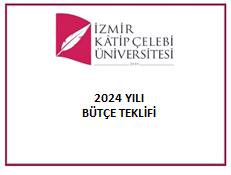 İZMİR
KÂTİP ÇELEBİ
ÜNİVERSİTESİ
2024 YILI
BÜTÇE TEKLİFİ